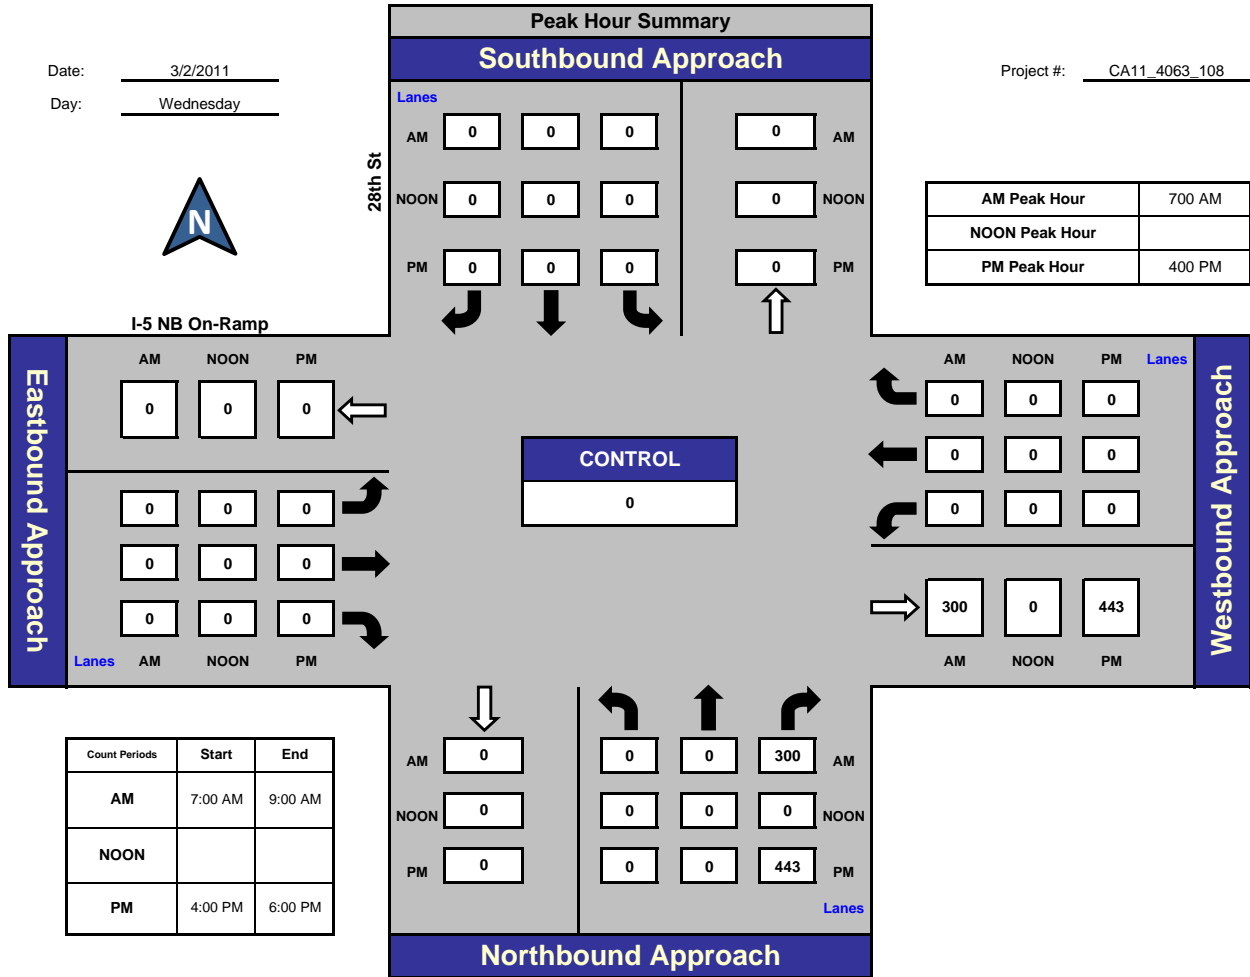 Peak Hour Summary
Southbound Approach
Date: 3/2/2011
Project #: CA11_4063_108
Day: Wednesday
Lanes
28th St
AM 0 0 0 0 AM
NOON 0 0 0 0 NOON
PM 0 0 0 0 PM
N
AM Peak Hour 700 AM
NOON Peak Hour
PM Peak Hour 400 PM
I-5 NB On-Ramp
Eastbound Approach
AM NOON PM
0 0 0
0 0 0
0 0 0
0 0 0
Lanes AM NOON PM
CONTROL
0
AM NOON PM Lanes
0 0 0
0 0 0
0 0 0
300 0 443
AM NOON PM
Westbound Approach
Count Periods Start End
AM 7:00 AM 9:00 AM
NOON
PM 4:00 PM 6:00 PM
AM 0 0 0 300 AM
NOON 0 0 0 0 NOON
PM 0 0 0 443 PM
Lanes
Northbound Approach